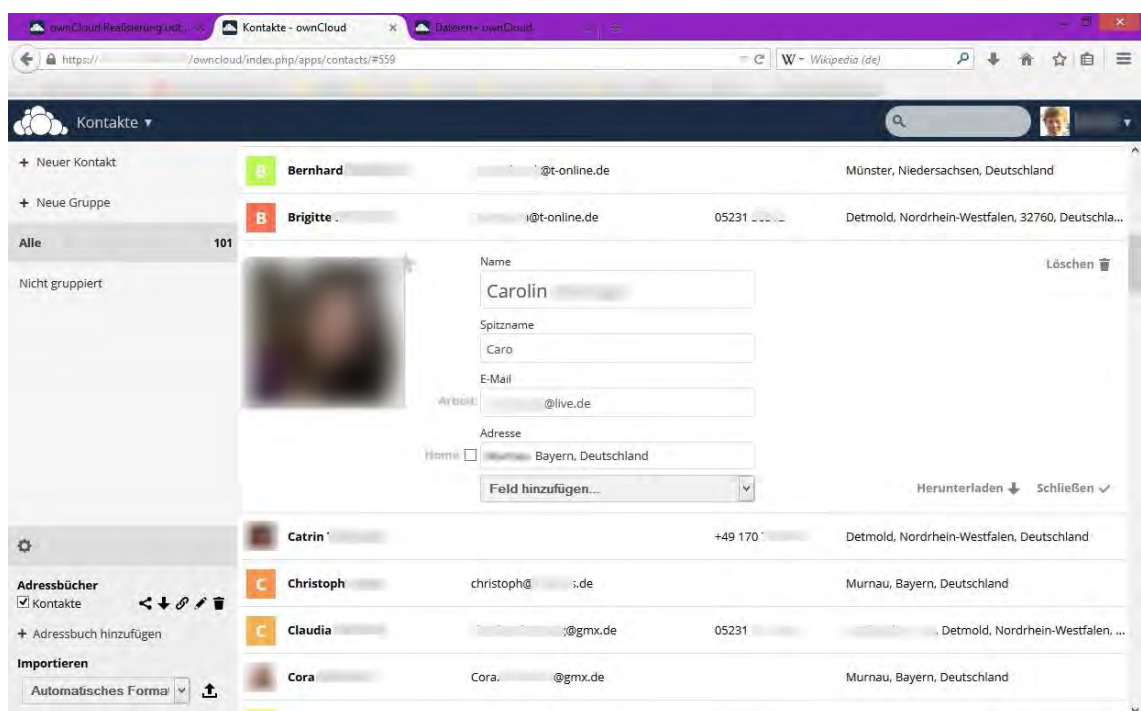 ownCloud Realisierung und ...
Kontakte - ownCloud
Dateien - ownCloud
https:// /owncloud/index.php/apps/contacts/#559
W Wikipedia (de)
Kontakte
+ Neuer Kontakt
B Bernhard @t-online.de Münster, Niedersachsen, Deutschland
+ Neue Gruppe
B Brigitte @t-online.de 05231 Detmold, Nordrhein-Westfalen, 32760, Deutschla...
Alle 101
Nicht gruppiert
Name
Löschen
Carolin
Spitzname
Caro
E-Mail
Arbeit: @live.de
Adresse
Home Bayern, Deutschland
Feld hinzufügen...
Herunterladen Schließen
Catrin +49 170 Detmold, Nordrhein-Westfalen, Deutschland
Adressbücher
Kontakte
C Christoph christoph@ .de Murnau, Bayern, Deutschland
+ Adressbuch hinzufügen
C Claudia @gmx.de 05231 Detmold, Nordrhein-Westfalen, ...
Importieren
Automatisches Forma
Cora Cora. @gmx.de Murnau, Bayern, Deutschland